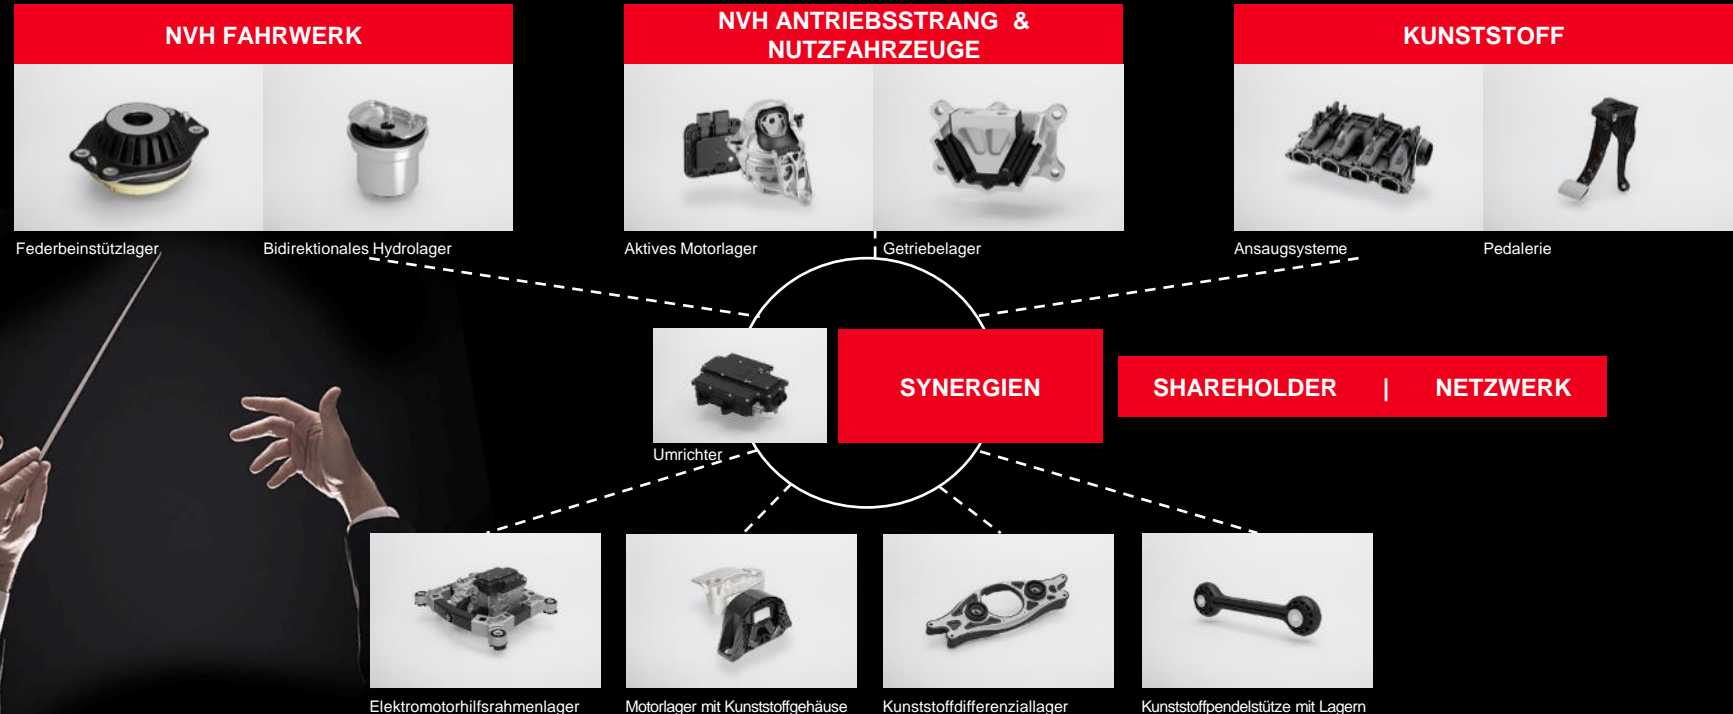 NVH FAHRWERK
NVH ANTRIEBSSTRANG &
NUTZFAHRZEUGE
KUNSTSTOFF
Federbeinstützlager
Bidirektionales Hydrolager
Aktives Motorlager
Getriebelager
Ansaugsysteme
Pedalerie
SYNERGIEN
SHAREHOLDER | NETZWERK
Umrichter
Elektromotorhilfsrahmenlager
Motorlager mit Kunststoffgehäuse
Kunststoffdifferenziallager
Kunststoffpendelstütze mit Lagern